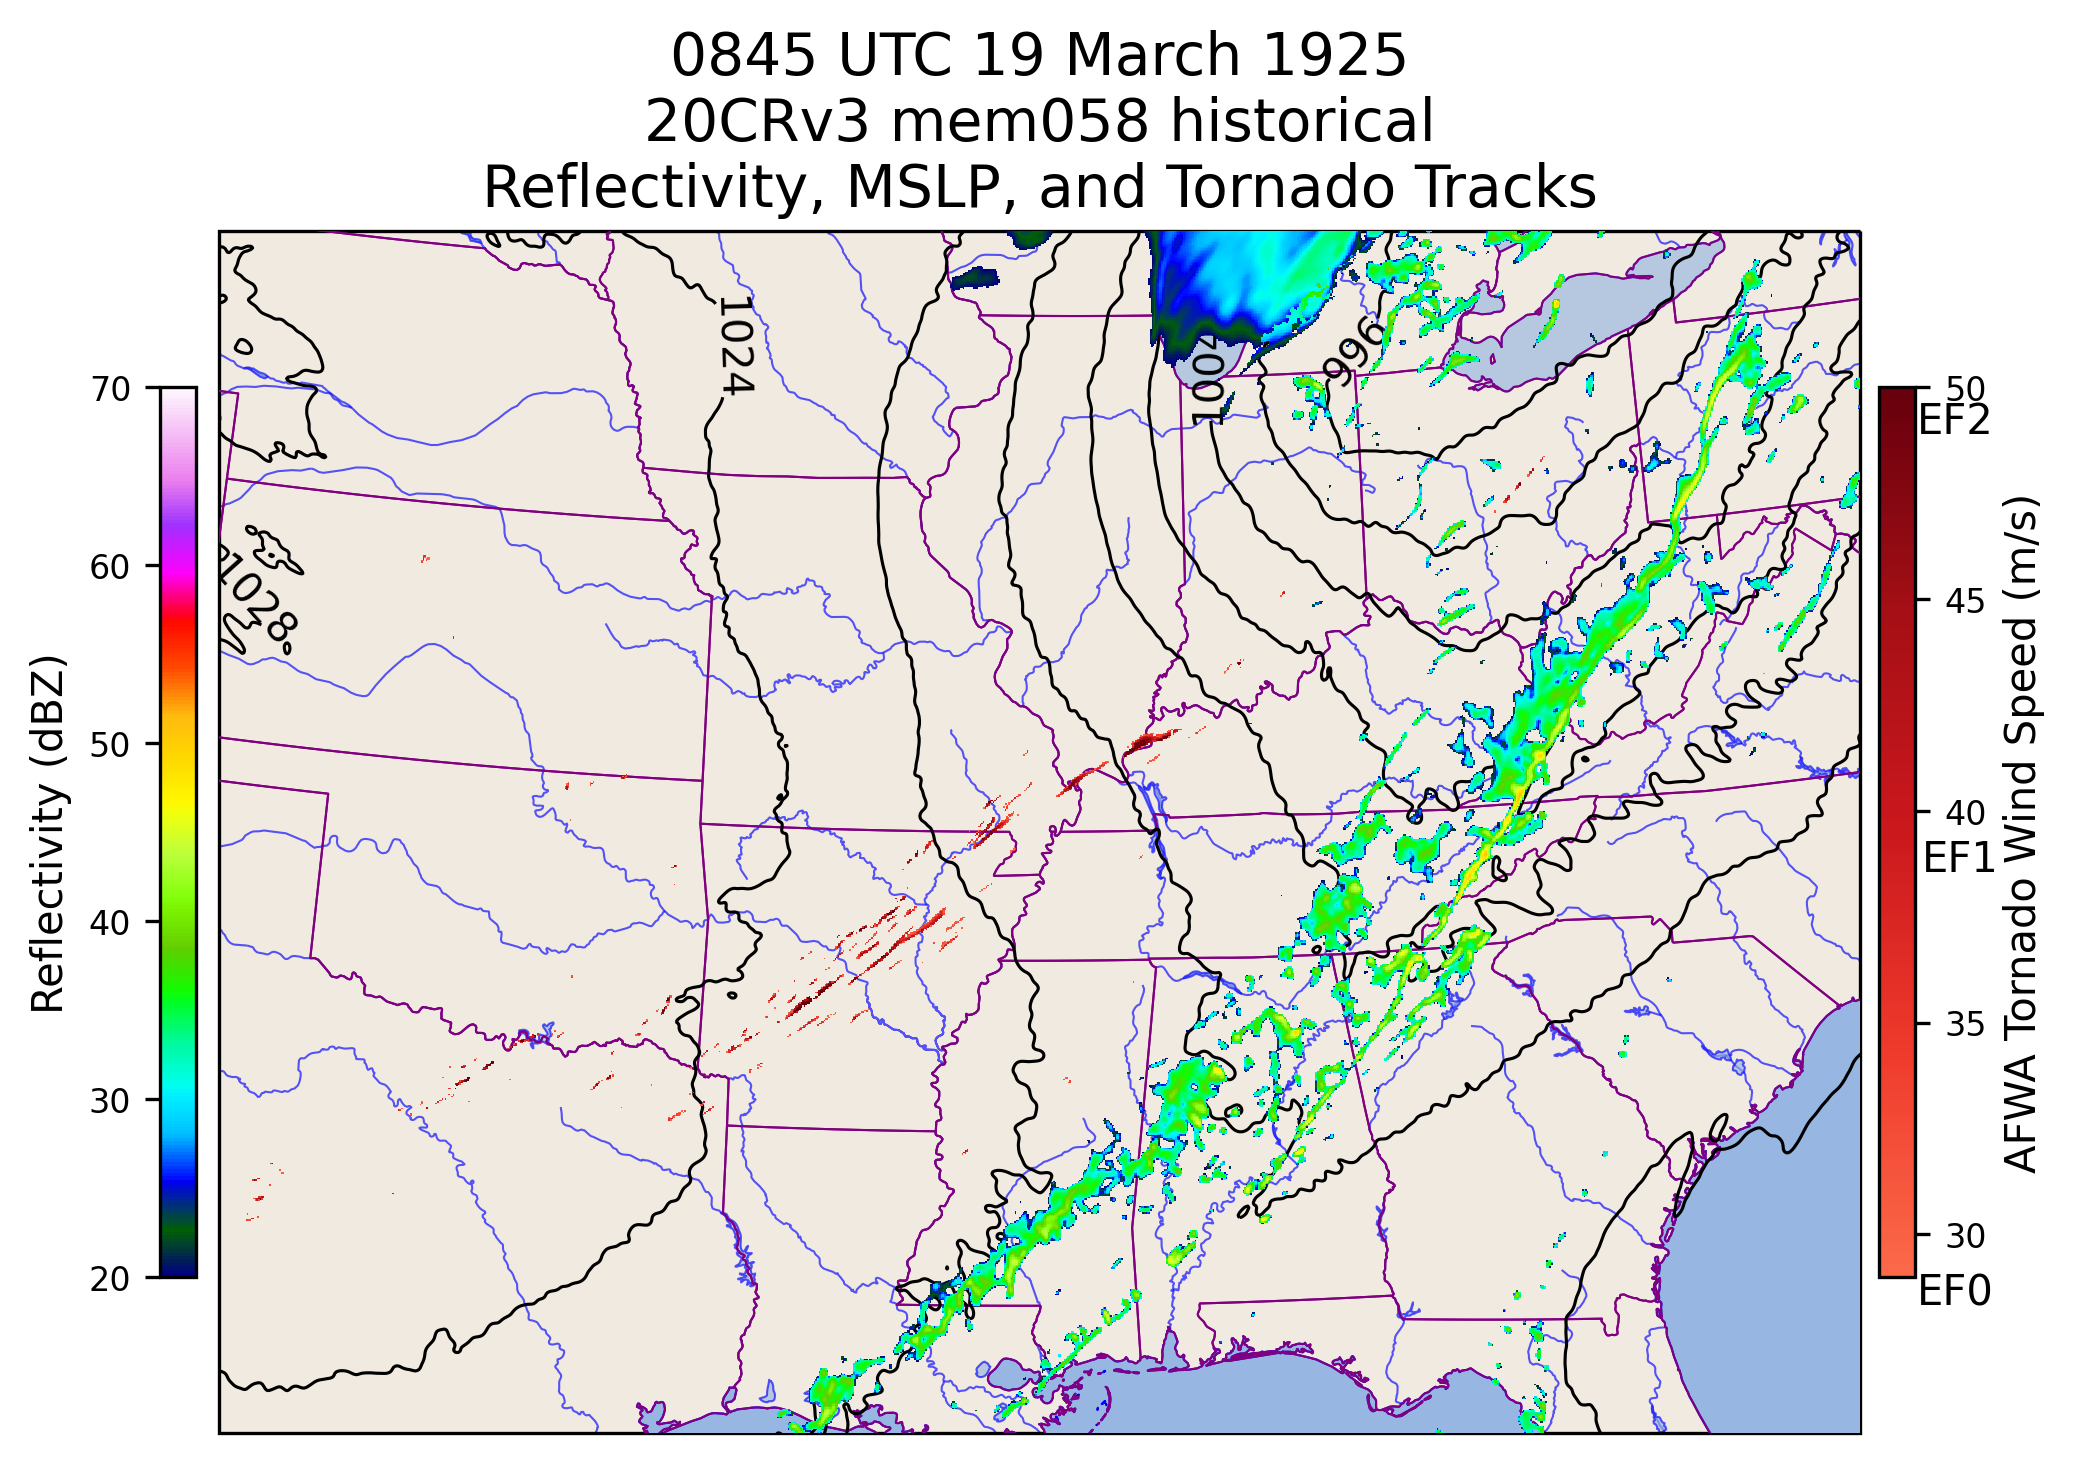 0845 UTC 19 March 1925
20CRv3 mem058 historical
Reflectivity, MSLP, and Tornado Tracks
1024
1004
996
1028
70
60
50
40
30
20
Reflectivity (dBZ)
50
EF2
45
40
EF1
35
30
EF0
AFWA Tornado Wind Speed (m/s)